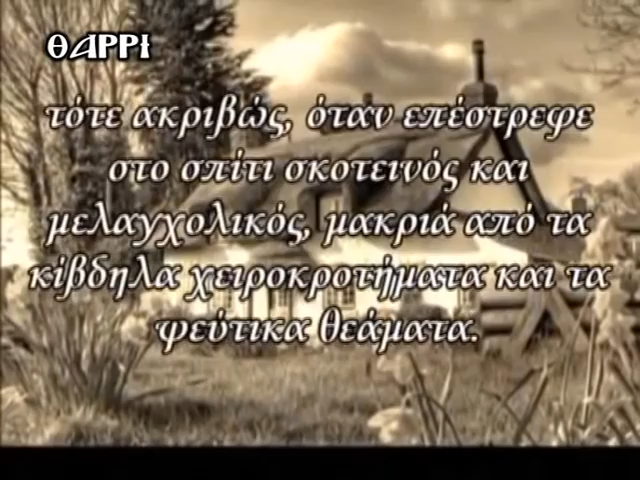 ΘΑΡΡΙ
τότε ακριβώς, όταν επέστρεφε
στο σπίτι σκοτεινός και
μελαγχολικός, μακριά από τα
κίβδηλα χειροκροτήματα και τα
ψεύτικα θεάματα.